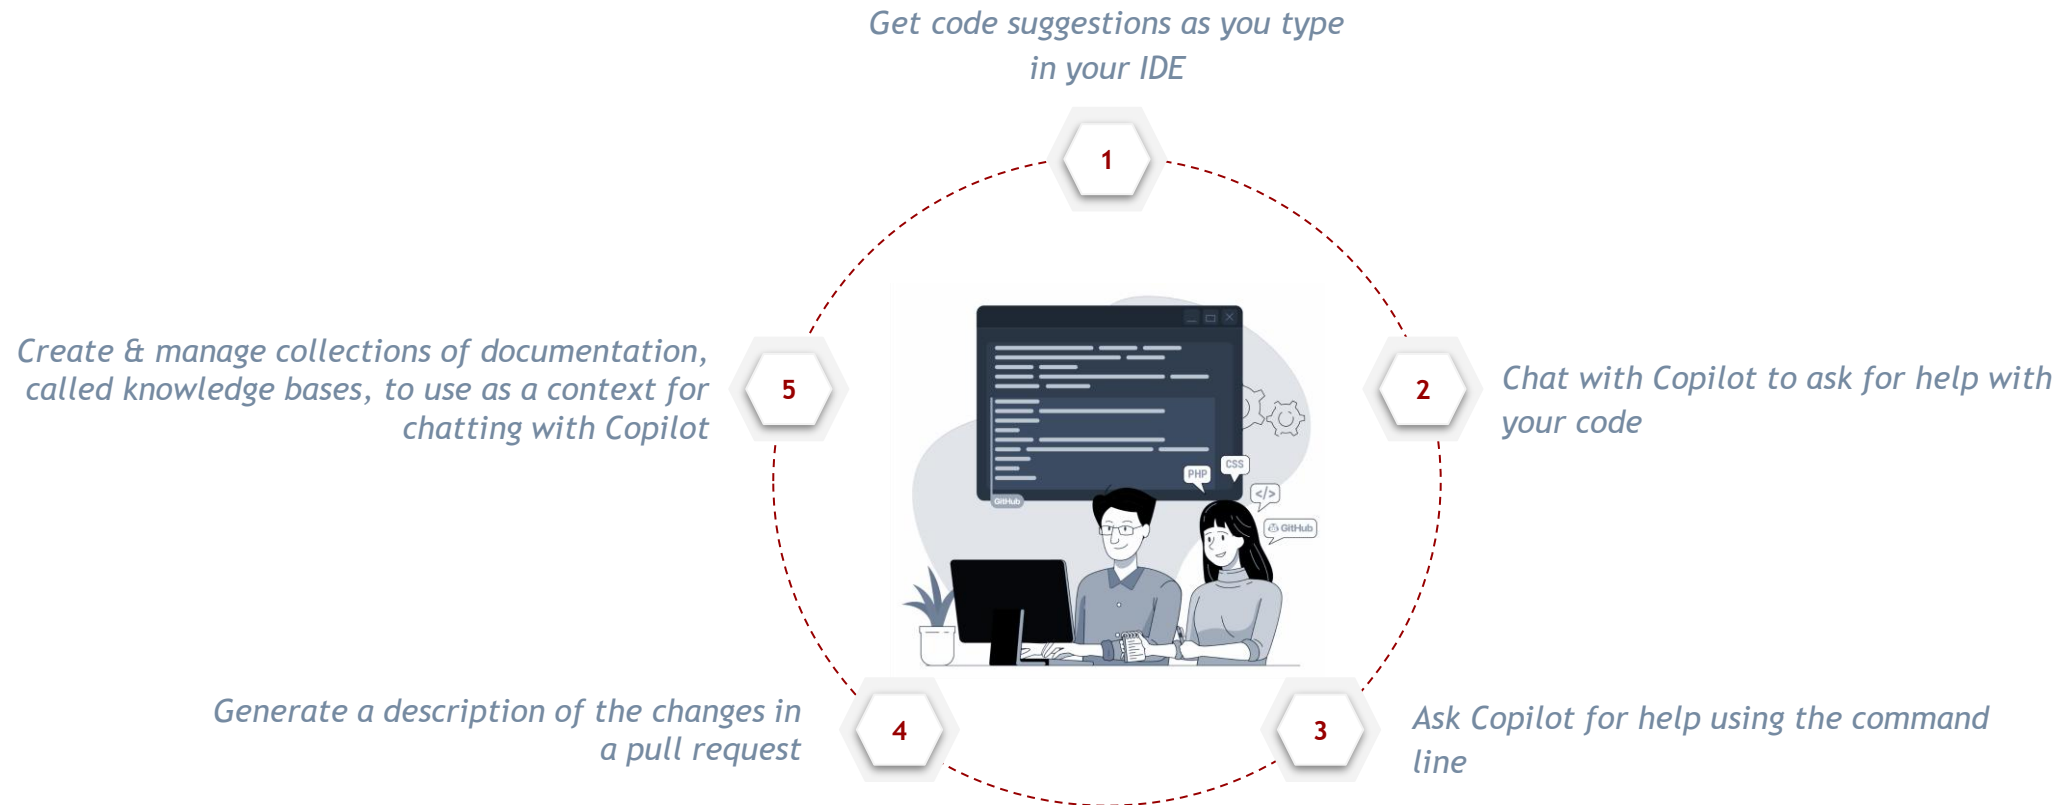 Get code suggestions as you type
in your IDE
1
Create & manage collections of documentation,
called knowledge bases, to use as a context for
chatting with Copilot
5
2
Chat with Copilot to ask for help with
your code
PHP
CSS
</>
GitHub
GitHub
Generate a description of the changes in
a pull request
4
3
Ask Copilot for help using the command
line